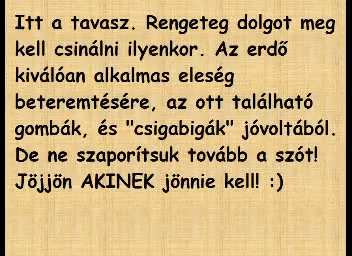 Itt a tavasz. Rengeteg dolgot meg
kell csinálni ilyenkor. Az erdő
kiválóan alkalmas eleség
beteremtésére, az ott található
gombák, és "csigabigák" jóvoltából.
De ne szaporítsuk tovább a szót!
Jöjjön AKINEK jönnie kell! :)